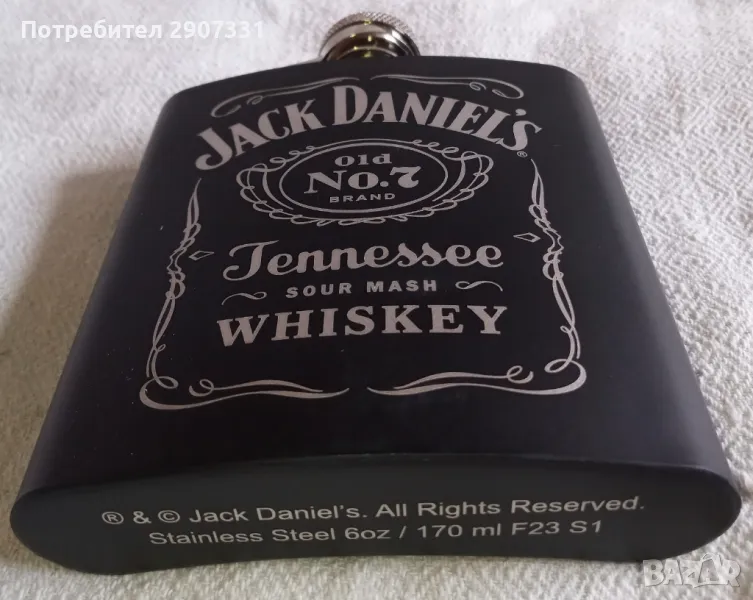 Потребител 2907331
JACK DANIEL'S
®
Old
No.7
BRAND
Tennessee
SOUR MASH
WHISKEY
® & © Jack Daniel's. All Rights Reserved.
Stainless Steel 6oz / 170 ml F23 S1
BAZAR